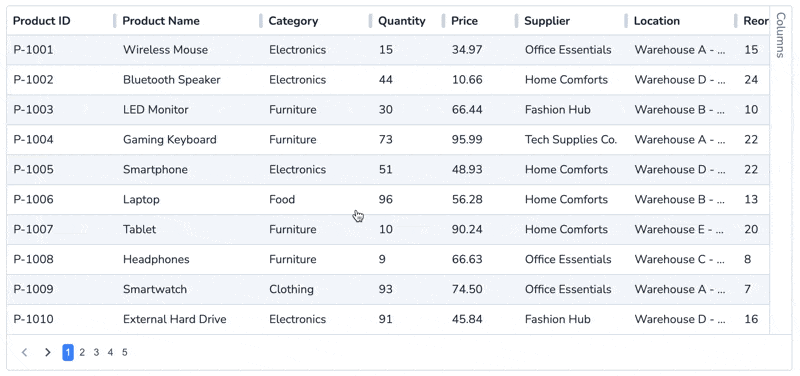 Product ID Product Name Category Quantity Price Supplier Location Reor
Columns
P-1001 Wireless Mouse Electronics 15 34.97 Office Essentials Warehouse A - ... 15
P-1002 Bluetooth Speaker Electronics 44 10.66 Home Comforts Warehouse D - ... 24
P-1003 LED Monitor Furniture 30 66.44 Fashion Hub Warehouse B - ... 10
P-1004 Gaming Keyboard Furniture 73 95.99 Tech Supplies Co. Warehouse A - ... 22
P-1005 Smartphone Electronics 51 48.93 Home Comforts Warehouse D - ... 22
P-1006 Laptop Food 96 56.28 Home Comforts Warehouse B - ... 13
P-1007 Tablet Furniture 10 90.24 Home Comforts Warehouse E - ... 20
P-1008 Headphones Furniture 9 66.63 Office Essentials Warehouse C - ... 8
P-1009 Smartwatch Clothing 93 74.50 Office Essentials Warehouse A - ... 7
P-1010 External Hard Drive Electronics 91 45.84 Fashion Hub Warehouse D - ... 16
1 2 3 4 5